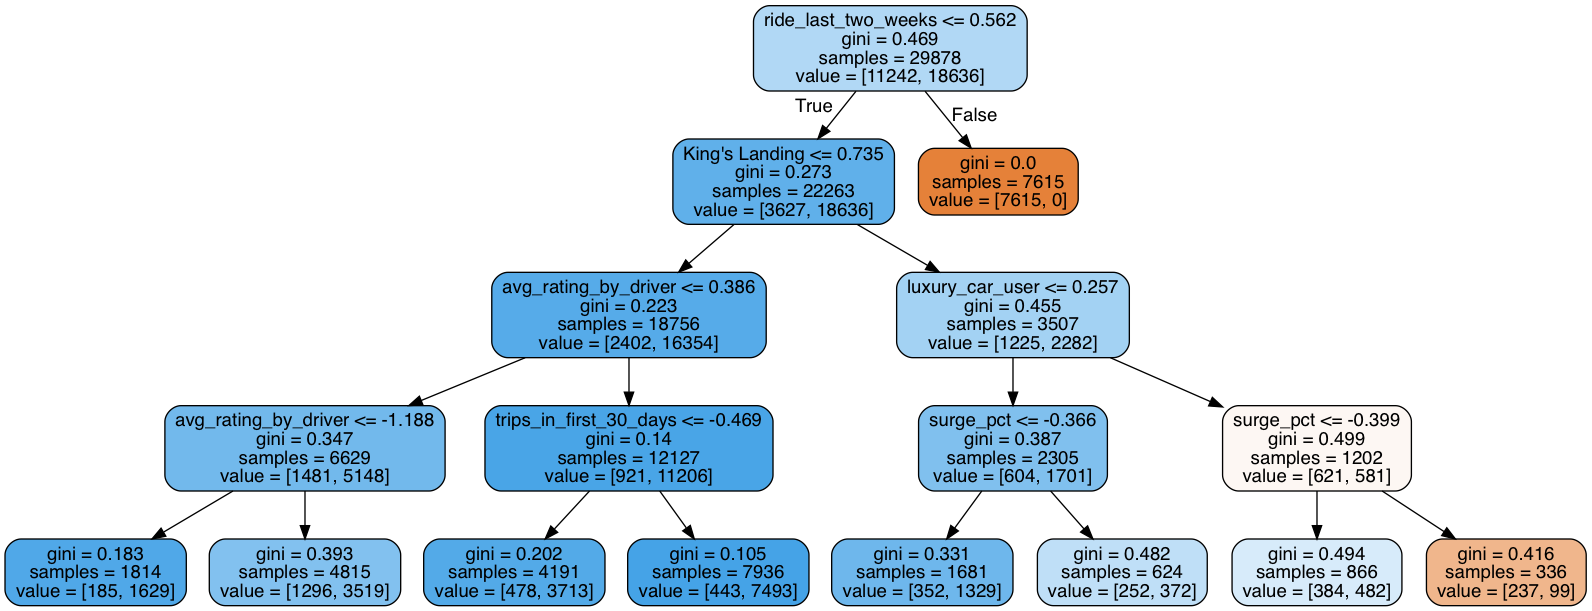 ride_last_two_weeks <= 0.562
gini = 0.469
samples = 29878
value = [11242, 18636]
True
False
King's Landing <= 0.735
gini = 0.273
samples = 22263
value = [3627, 18636]
gini = 0.0
samples = 7615
value = [7615, 0]
avg_rating_by_driver <= 0.386
gini = 0.223
samples = 18756
value = [2402, 16354]
luxury_car_user <= 0.257
gini = 0.455
samples = 3507
value = [1225, 2282]
avg_rating_by_driver <= -1.188
gini = 0.347
samples = 6629
value = [1481, 5148]
trips_in_first_30_days <= -0.469
gini = 0.14
samples = 12127
value = [921, 11206]
surge_pct <= -0.366
gini = 0.387
samples = 2305
value = [604, 1701]
surge_pct <= -0.399
gini = 0.499
samples = 1202
value = [621, 581]
gini = 0.183
samples = 1814
value = [185, 1629]
gini = 0.393
samples = 4815
value = [1296, 3519]
gini = 0.202
samples = 4191
value = [478, 3713]
gini = 0.105
samples = 7936
value = [443, 7493]
gini = 0.331
samples = 1681
value = [352, 1329]
gini = 0.482
samples = 624
value = [252, 372]
gini = 0.494
samples = 866
value = [384, 482]
gini = 0.416
samples = 336
value = [237, 99]